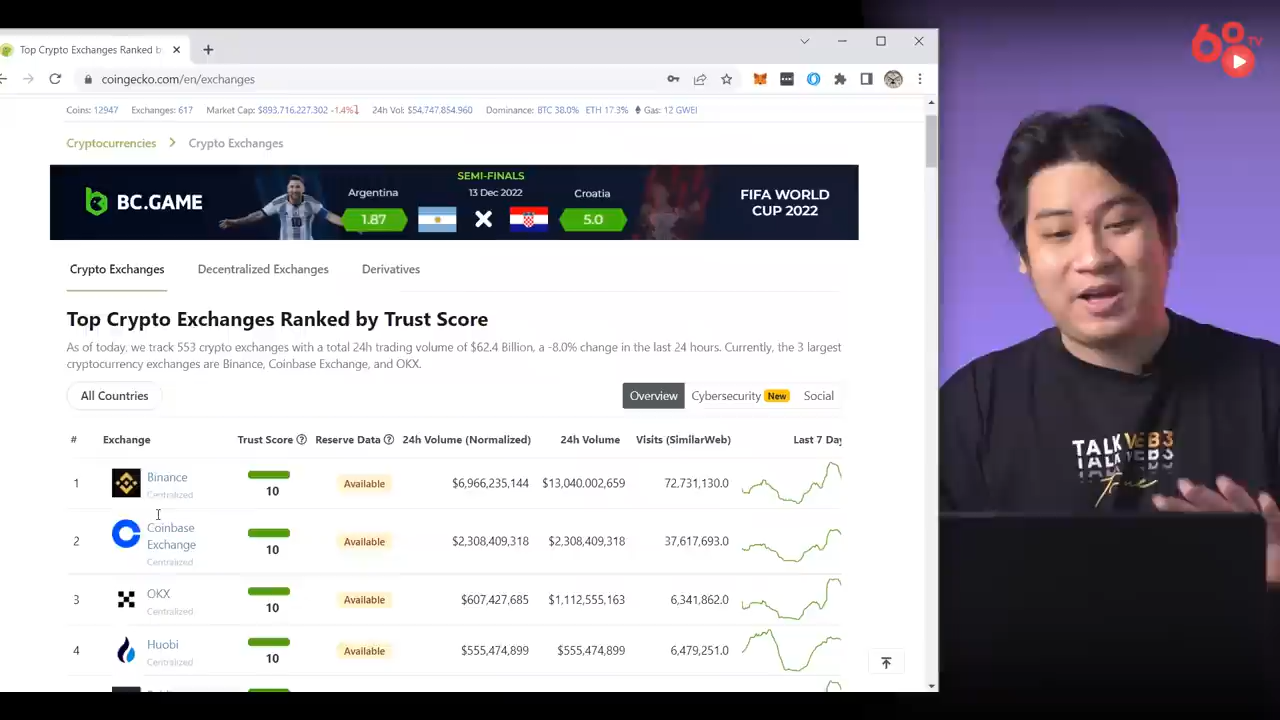 68
TV
Top Crypto Exchanges Ranked b
coingecko.com/en/exchanges
Coins: 12947 Exchanges: 617 Market Cap: $893,716,227,302 -1.4% 24h Vol: $54,747,854,960 Dominance: BTC 38.0% ETH 17.3% Gas: 12 GWEI
Cryptocurrencies > Crypto Exchanges
BC.GAME
Argentina
1.87
SEMI-FINALS
13 Dec 2022
Croatia
5.0
FIFA WORLD
CUP 2022
Crypto Exchanges Decentralized Exchanges Derivatives
Top Crypto Exchanges Ranked by Trust Score
As of today, we track 553 crypto exchanges with a total 24h trading volume of $62.4 Billion, a -8.0% change in the last 24 hours. Currently, the 3 largest
cryptocurrency exchanges are Binance, Coinbase Exchange, and OKX.
All Countries Overview Cybersecurity New Social
# Exchange Trust Score Reserve Data 24h Volume (Normalized) 24h Volume Visits (SimilarWeb) Last 7 Day
1 Binance Centralized 10 Available $6,966,235,144 $13,040,002,659 72,731,130.0
2 Coinbase Exchange Centralized 10 Available $2,308,409,318 $2,308,409,318 37,617,693.0
3 OKX Centralized 10 Available $607,427,685 $1,112,555,163 6,341,862.0
4 Huobi Centralized 10 Available $555,474,899 $555,474,899 6,479,251.0
TALK WEB3
true